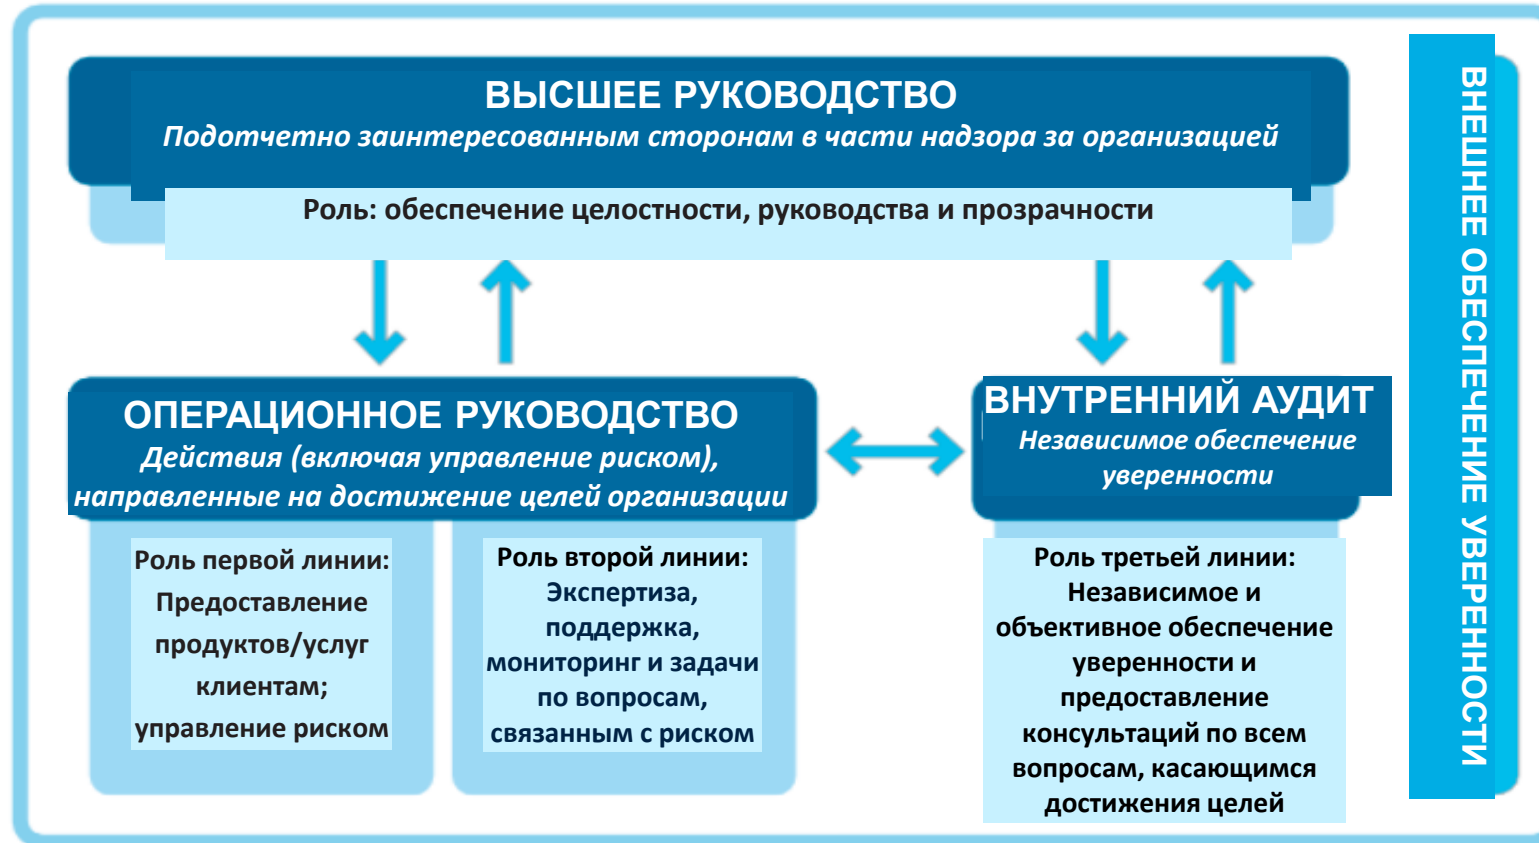 ВЫСШЕЕ РУКОВОДСТВО
Подотчетно заинтересованным сторонам в части надзора за организацией
Роль: обеспечение целостности, руководства и прозрачности
ОПЕРАЦИОННОЕ РУКОВОДСТВО
Действия (включая управление риском),
направленные на достижение целей организации
Роль первой линии:
Предоставление
продуктов/услуг
клиентам;
управление риском
Роль второй линии:
Экспертиза,
поддержка,
мониторинг и задачи
по вопросам,
связанным с риском
ВНУТРЕННИЙ АУДИТ
Независимое обеспечение
уверенности
Роль третьей линии:
Независимое и
объективное обеспечение
уверенности и
предоставление
консультаций по всем
вопросам, касающимся
достижения целей
ВНЕШНЕЕ ОБЕСПЕЧЕНИЕ УВЕРЕННОСТИ